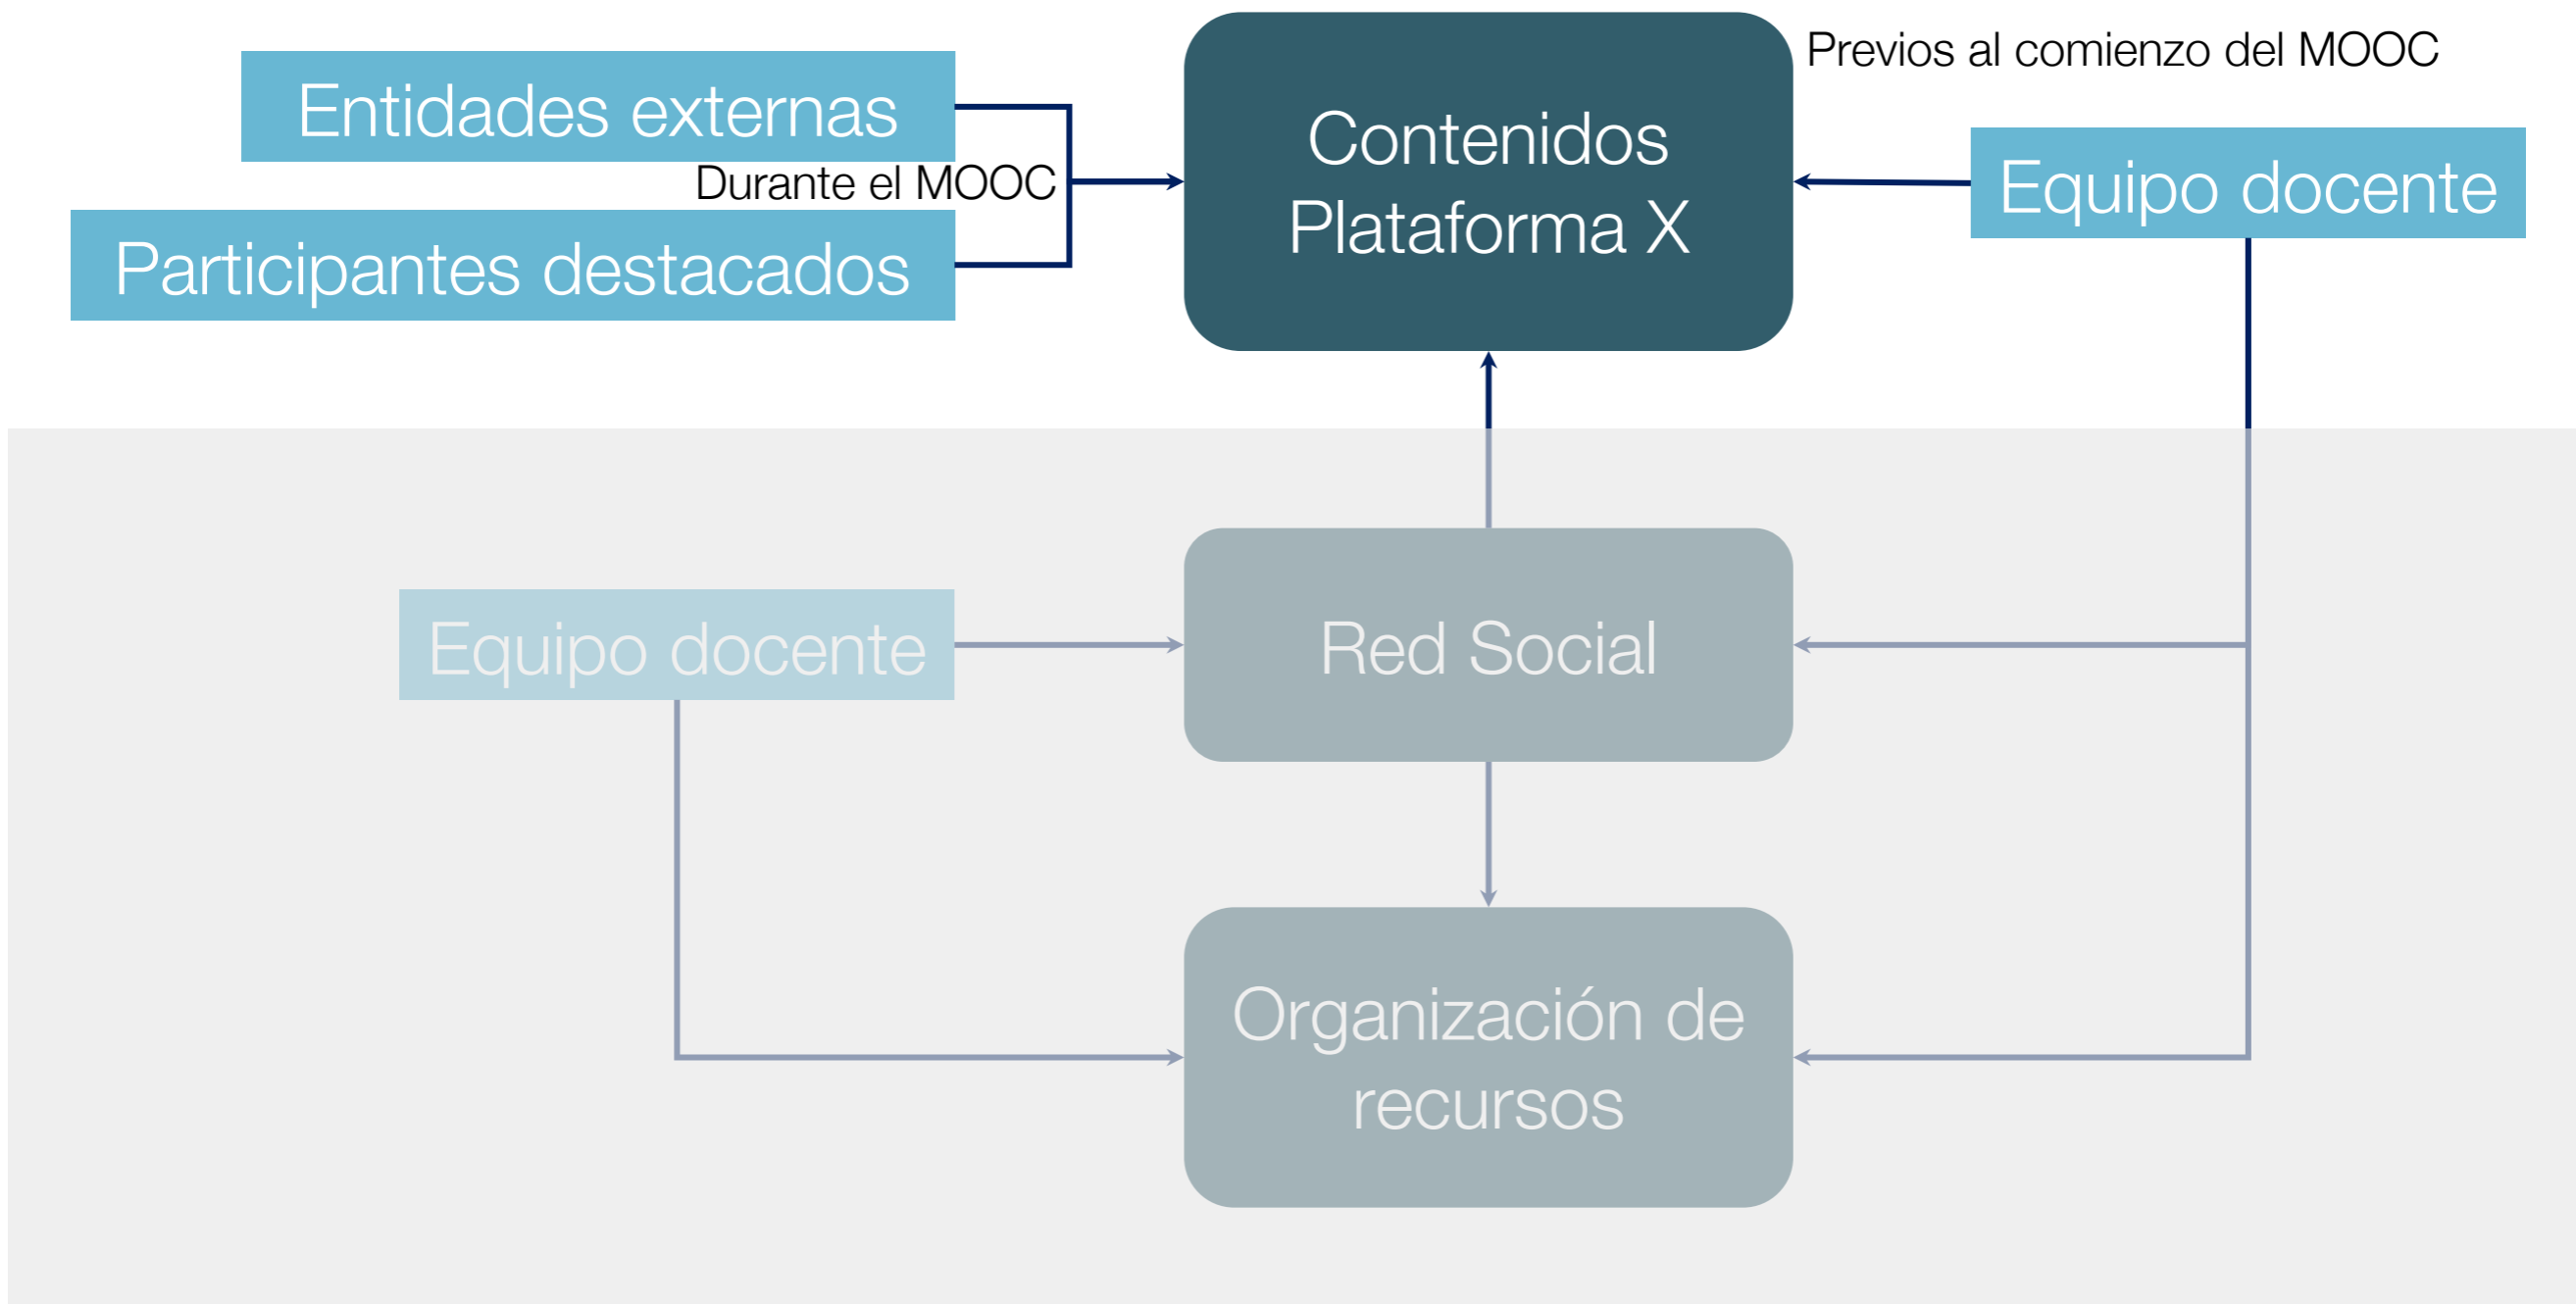 Previos al comienzo del MOOC
Entidades externas
Durante el MOOC
Participantes destacados
Contenidos
Plataforma X
Equipo docente
Equipo docente
Red Social
Organización de
recursos